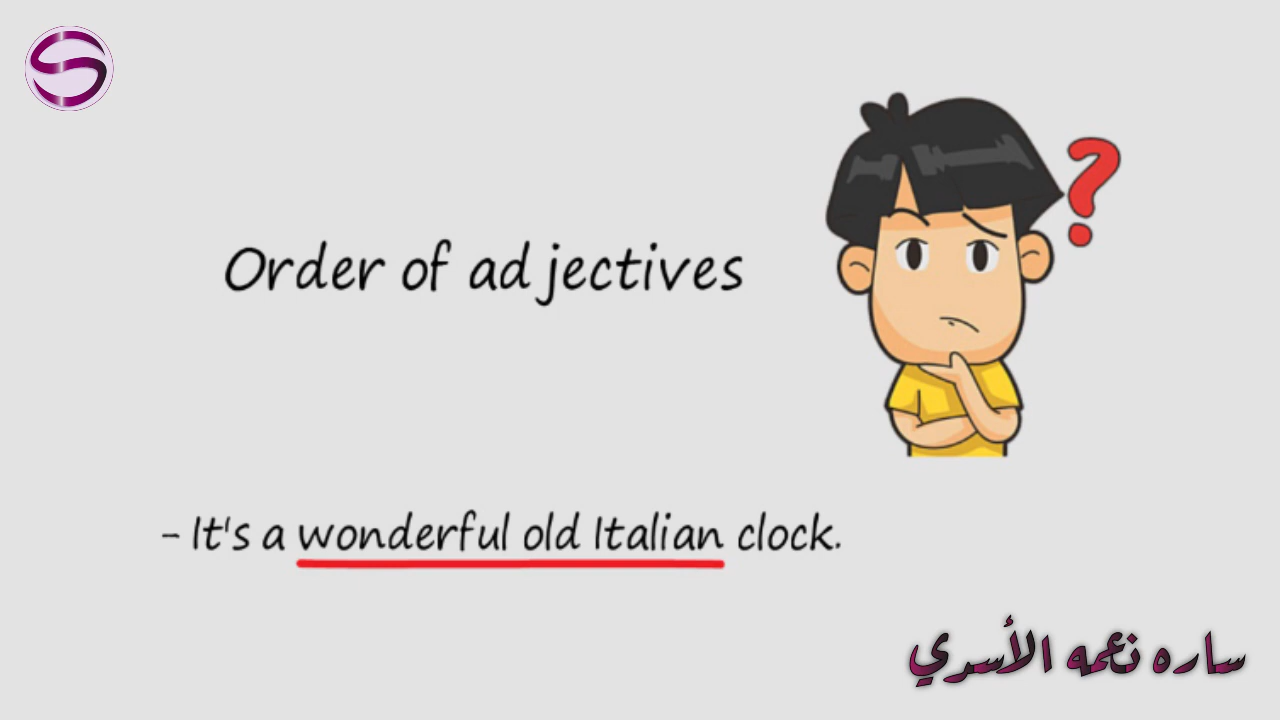 Order of adjectives
?
- It's a wonderful old Italian clock.
ساره نعمه الأسري